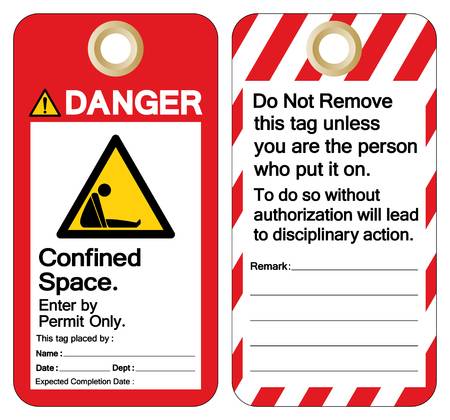 DANGER
Confined
Space.
Enter by
Permit Only.
This tag placed by :
Name :
Date : Dept :
Expected Completion Date :
Do Not Remove
this tag unless
you are the person
who put it on.
To do so without
authorization will lead
to disciplinary action.
Remark: